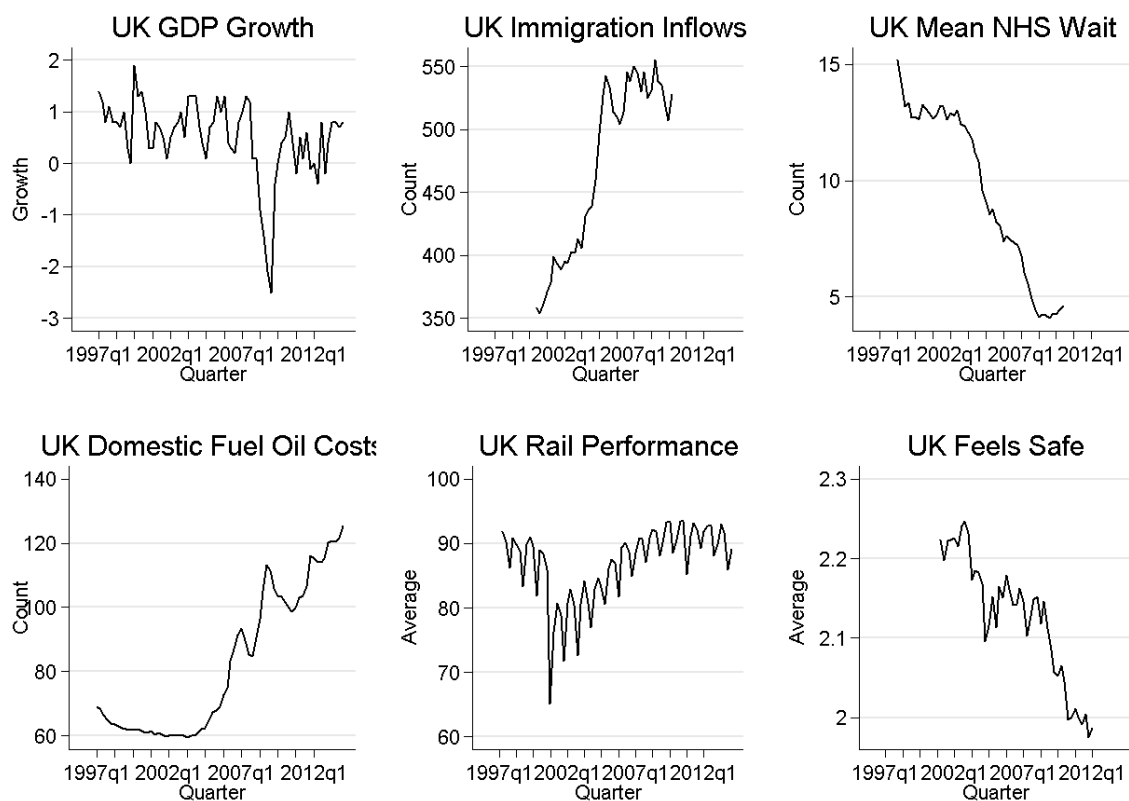 UK GDP Growth
2
1
0
-1
-2
-3
Growth
1997q1 2002q1 2007q1 2012q1
Quarter
UK Immigration Inflows
550
500
450
400
350
Count
1997q1 2002q1 2007q1 2012q1
Quarter
UK Mean NHS Wait
15
10
5
Count
1997q1 2002q1 2007q1 2012q1
Quarter
UK Domestic Fuel Oil Costs
140
120
100
80
60
Count
1997q1 2002q1 2007q1 2012q1
Quarter
UK Rail Performance
100
90
80
70
60
Average
1997q1 2002q1 2007q1 2012q1
Quarter
UK Feels Safe
2.3
2.2
2.1
2
Average
1997q1 2002q1 2007q1 2012q1
Quarter